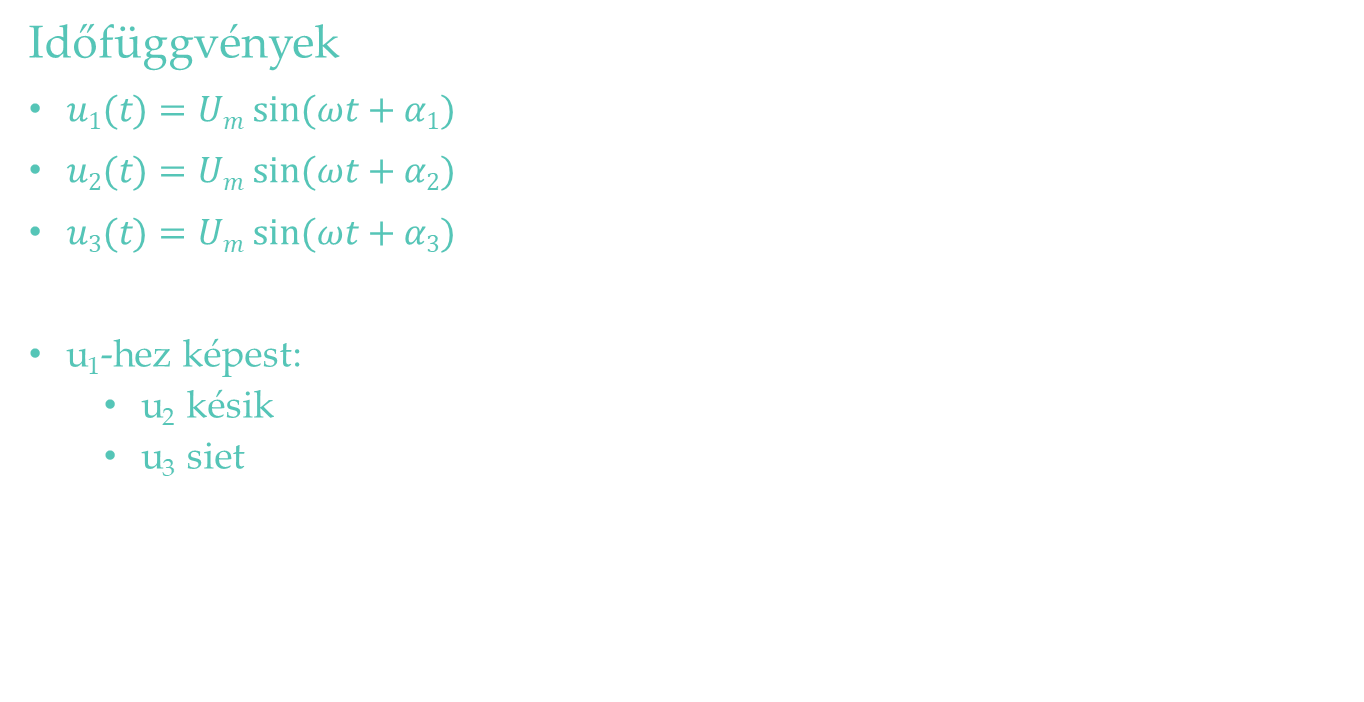 Időfüggvények
• u₁(t) = Uₘ sin(ωt + α₁)
• u₂(t) = Uₘ sin(ωt + α₂)
• u₃(t) = Uₘ sin(ωt + α₃)
• u₁-hez képest:
• u₂ késik
• u₃ siet